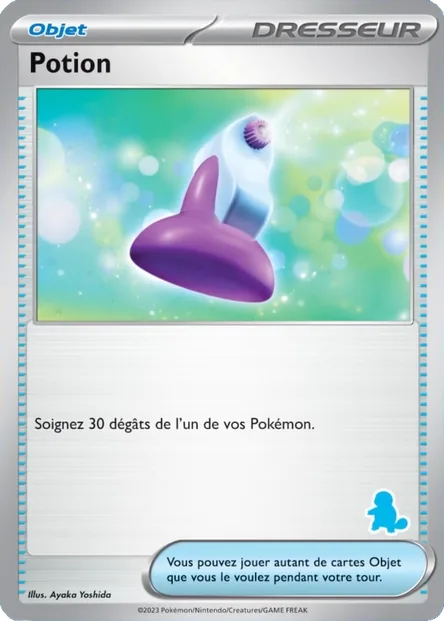 Objet
DRESSEUR
Potion
Soignez 30 dégâts de l’un de vos Pokémon.
Vous pouvez jouer autant de cartes Objet
que vous le voulez pendant votre tour.
Illus. Ayaka Yoshida
©2023 Pokémon/Nintendo/Creatures/GAME FREAK